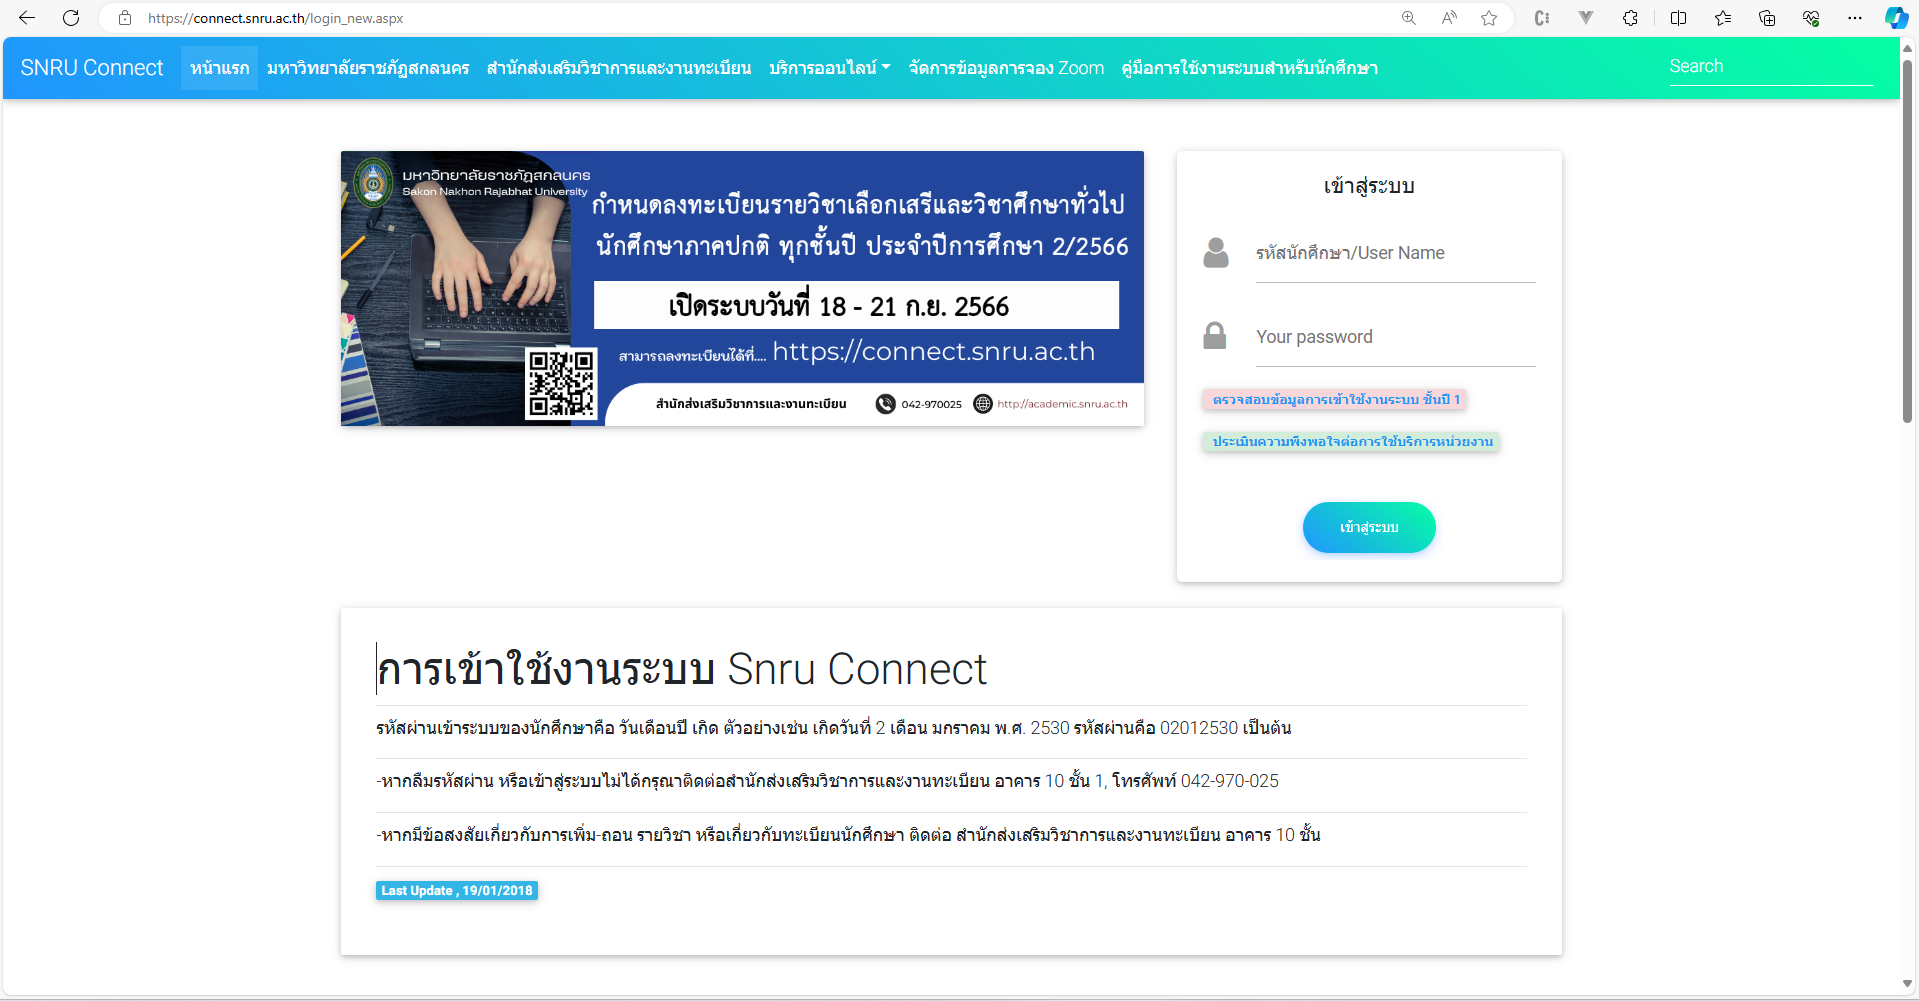 https://connect.snru.ac.th/login_new.aspx
SNRU Connect
หน้าแรก
มหาวิทยาลัยราชภัฏสกลนคร
สำนักส่งเสริมวิชาการและงานทะเบียน
บริการออนไลน์
จัดการข้อมูลการจอง Zoom
คู่มือการใช้งานระบบสำหรับนักศึกษา
Search
มหาวิทยาลัยราชภัฏสกลนคร
Sakon Nakhon Rajabhat University
กำหนดลงทะเบียนรายวิชาเลือกเสรีและวิชาศึกษาทั่วไป
นักศึกษาภาคปกติ ทุกชั้นปี ประจำปีการศึกษา 2/2566
เปิดระบบวันที่ 18 - 21 ก.ย. 2566
สามารถลงทะเบียนได้ที่.... https://connect.snru.ac.th
สำนักส่งเสริมวิชาการและงานทะเบียน
042-970025
http://academic.snru.ac.th
เข้าสู่ระบบ
รหัสนักศึกษา/User Name
Your password
ตรวจสอบข้อมูลการเข้าใช้งานระบบ ชั้นปี 1
ประเมินความพึงพอใจต่อการใช้บริการหน่วยงาน
เข้าสู่ระบบ
การเข้าใช้งานระบบ Snru Connect
รหัสผ่านเข้าระบบของนักศึกษาคือ วันเดือนปี เกิด ตัวอย่างเช่น เกิดวันที่ 2 เดือน มกราคม พ.ศ. 2530 รหัสผ่านคือ 02012530 เป็นต้น
-หากลืมรหัสผ่าน หรือเข้าสู่ระบบไม่ได้กรุณาติดต่อสำนักส่งเสริมวิชาการและงานทะเบียน อาคาร 10 ชั้น 1, โทรศัพท์ 042-970-025
-หากมีข้อสงสัยเกี่ยวกับการเพิ่ม-ถอน รายวิชา หรือเกี่ยวกับทะเบียนนักศึกษา ติดต่อ สำนักส่งเสริมวิชาการและงานทะเบียน อาคาร 10 ชั้น
Last Update , 19/01/2018